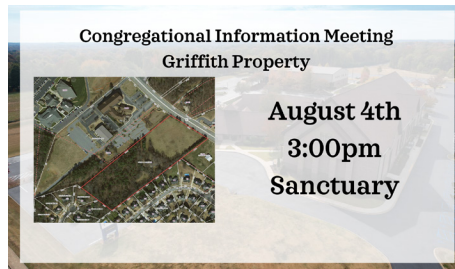 Congregational Information Meeting
Griffith Property
August 4th
3:00pm
Sanctuary